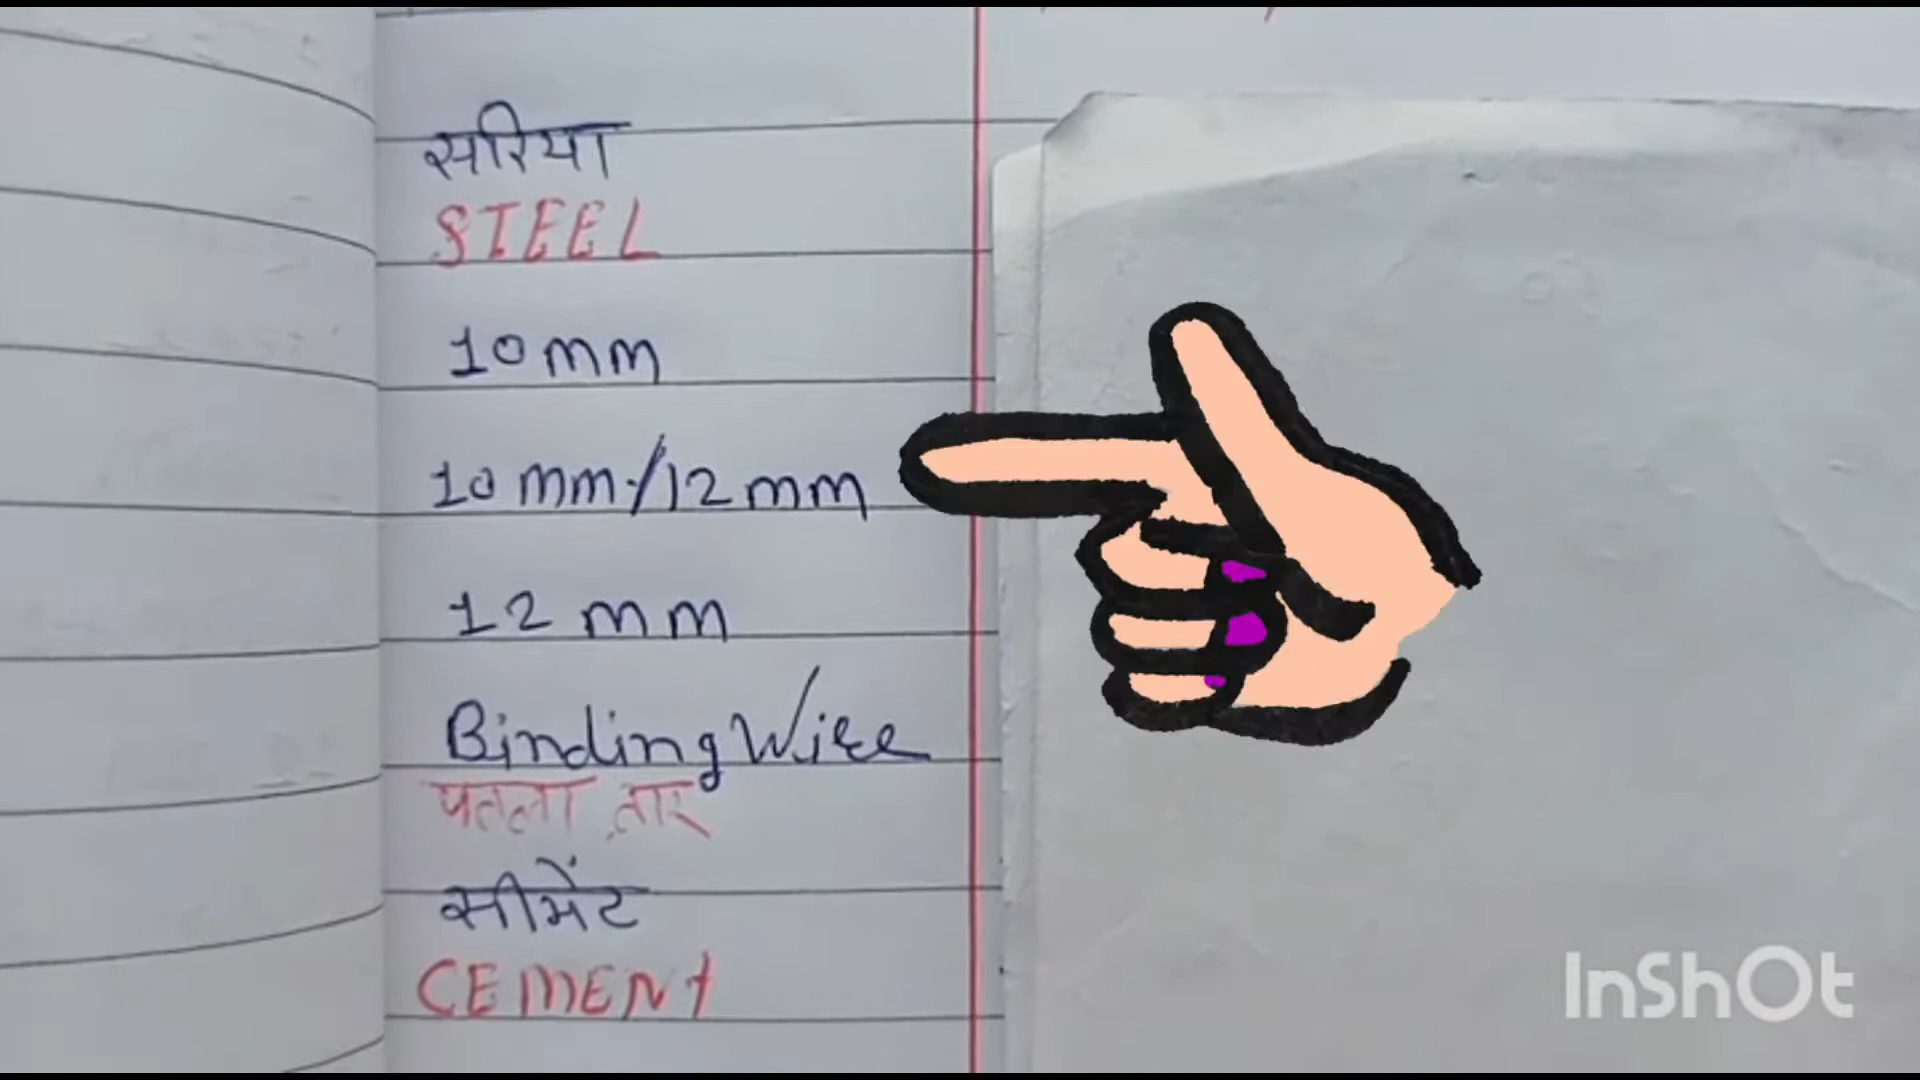 सरिया
STEEL
10mm
10mm/12mm
12mm
Binding Wire
पतला तार
सीमेंट
CEMENT
InShOt